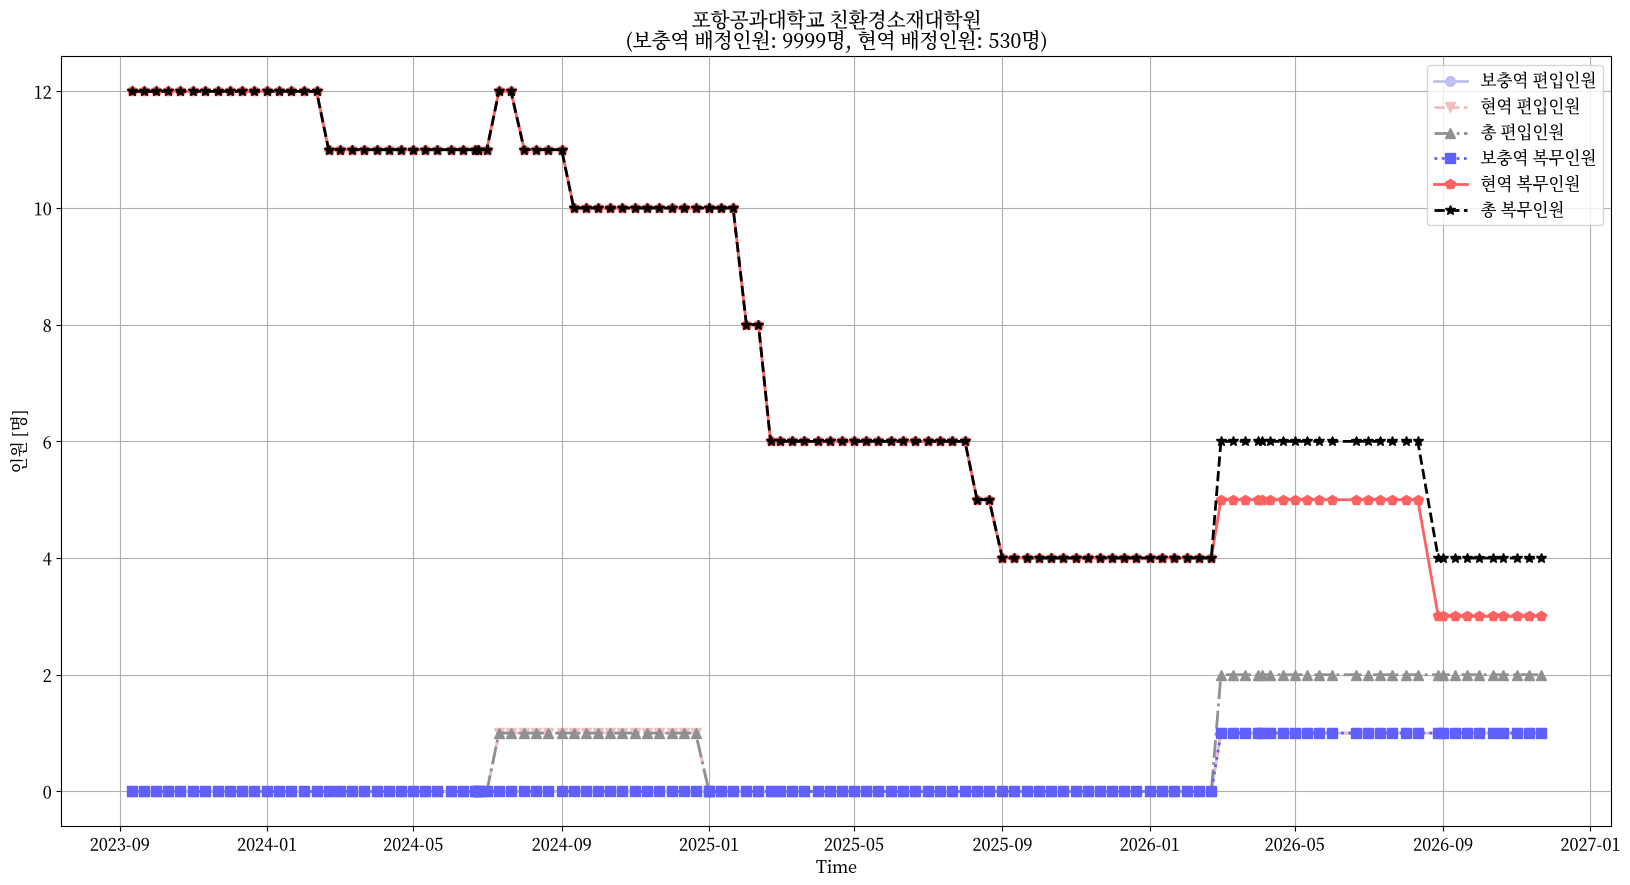 포항공과대학교 친환경소재대학원
(보충역 배정인원: 9999명, 현역 배정인원: 530명)
보충역 편입인원
현역 편입인원
총 편입인원
보충역 복무인원
현역 복무인원
총 복무인원
인원 [명]
12
10
8
6
4
2
0
2023-09
2024-01
2024-05
2024-09
2025-01
2025-05
2025-09
2026-01
2026-05
2026-09
2027-01
Time